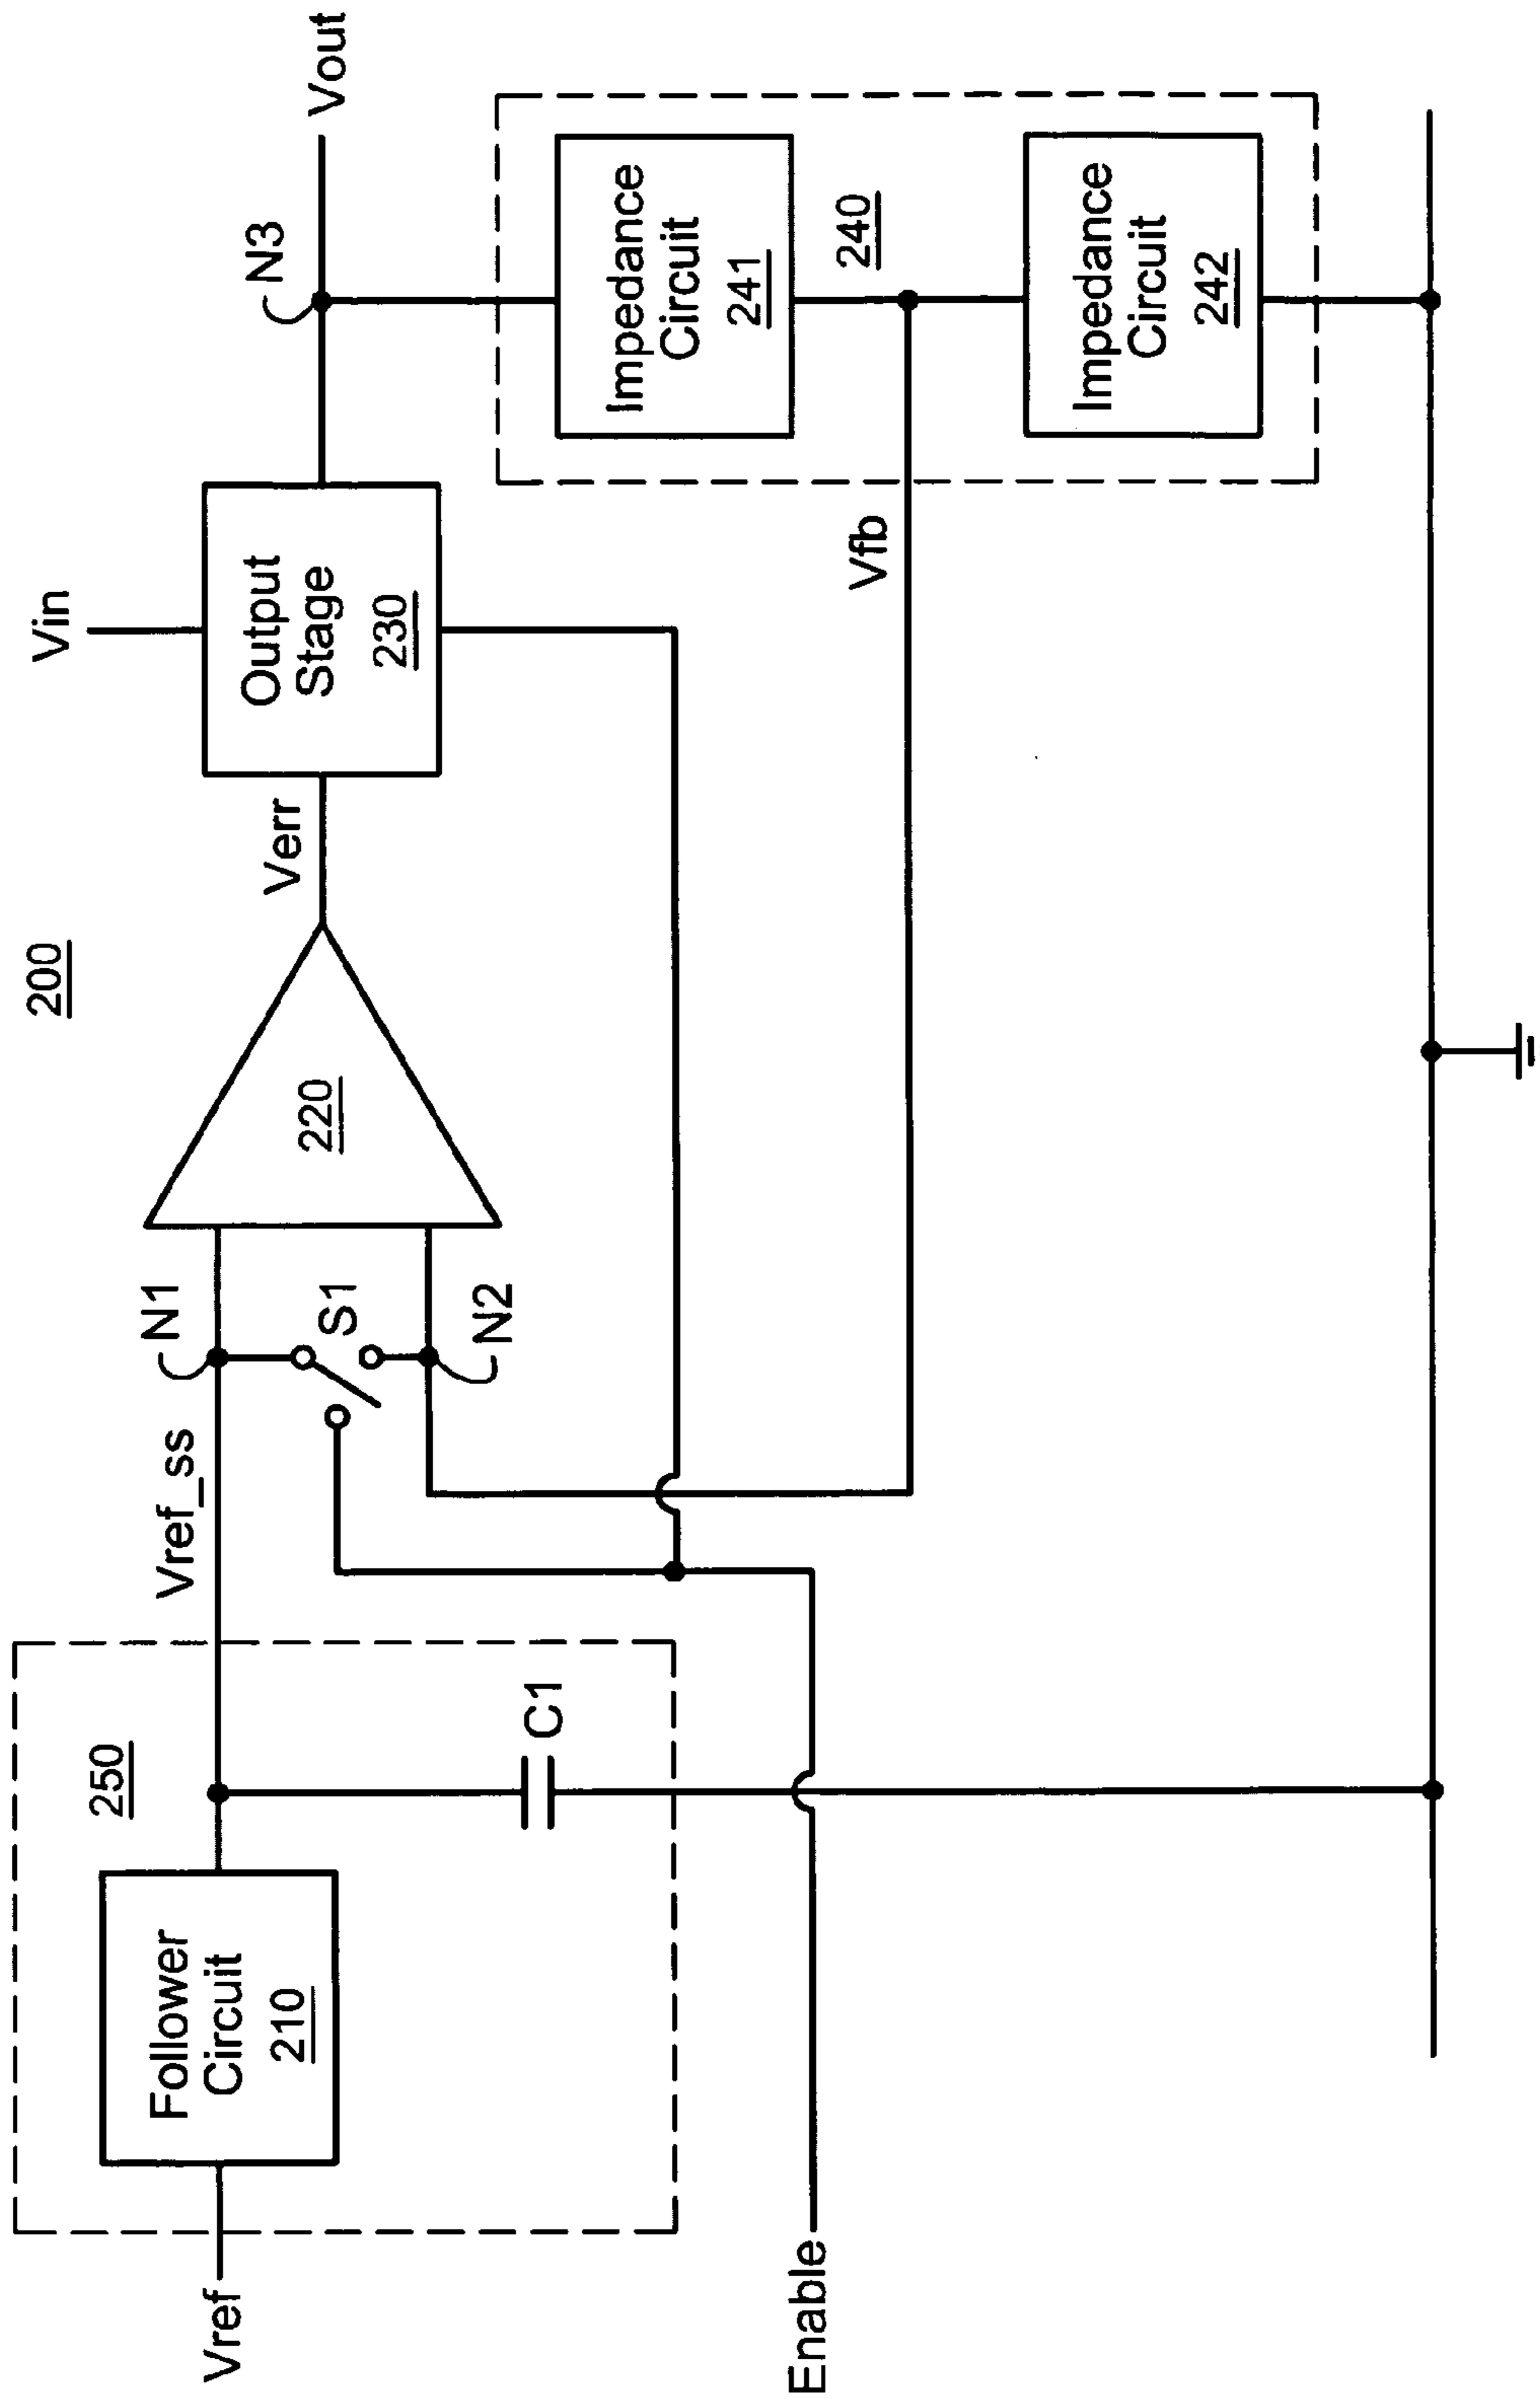 200
Vin
Vout
N3
Output
Stage
230
Verr
220
N1
S1
N2
Vref_ss
250
Follower
Circuit
210
Vref
C1
Enable
Vfb
Impedance
Circuit
241
240
Impedance
Circuit
242